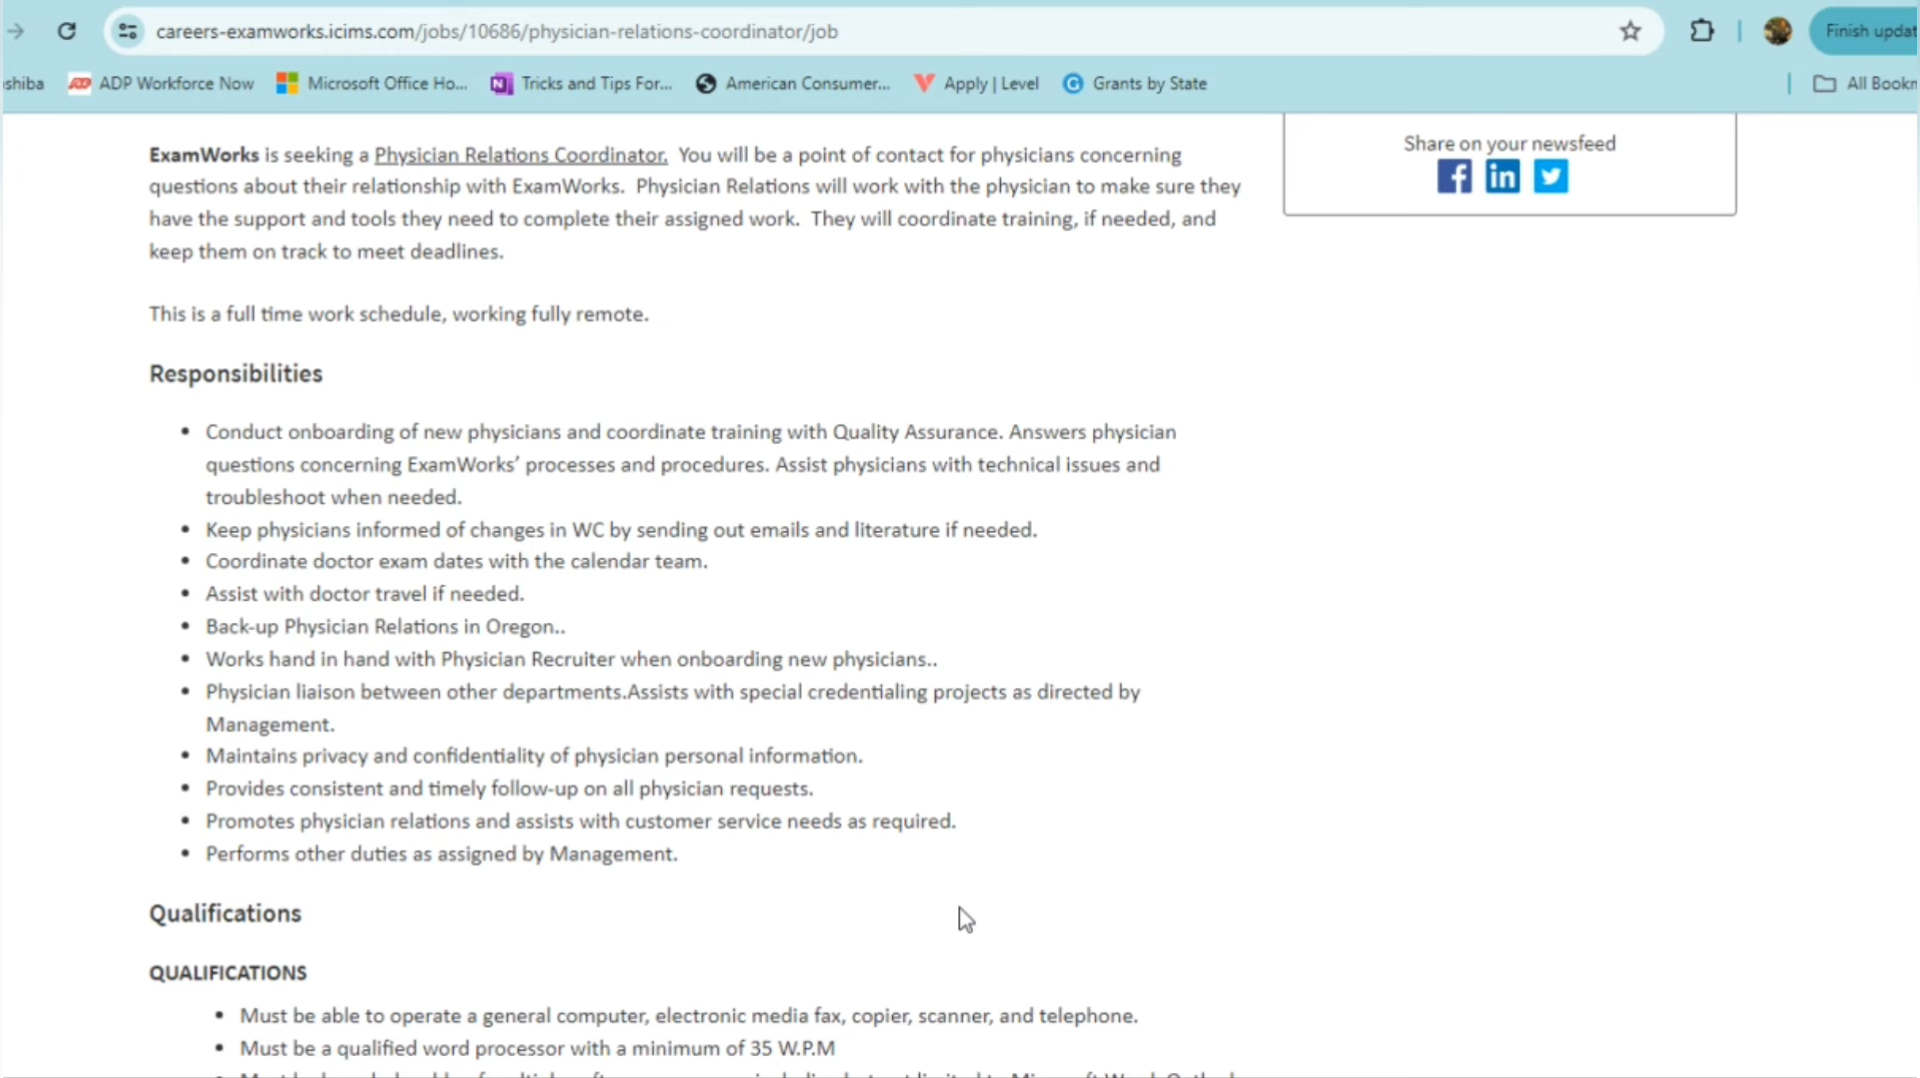 careers-examworks.icims.com/jobs/10686/physician-relations-coordinator/job
Finish updat
shiba
ADP Workforce Now
Microsoft Office Ho...
Tricks and Tips For...
American Consumer...
Apply | Level
Grants by State
All Bookm
Share on your newsfeed
ExamWorks is seeking a Physician Relations Coordinator. You will be a point of contact for physicians concerning
questions about their relationship with ExamWorks. Physician Relations will work with the physician to make sure they
have the support and tools they need to complete their assigned work. They will coordinate training, if needed, and
keep them on track to meet deadlines.
This is a full time work schedule, working fully remote.
Responsibilities
• Conduct onboarding of new physicians and coordinate training with Quality Assurance. Answers physician
questions concerning ExamWorks’ processes and procedures. Assist physicians with technical issues and
troubleshoot when needed.
• Keep physicians informed of changes in WC by sending out emails and literature if needed.
• Coordinate doctor exam dates with the calendar team.
• Assist with doctor travel if needed.
• Back-up Physician Relations in Oregon..
• Works hand in hand with Physician Recruiter when onboarding new physicians..
• Physician liaison between other departments.Assists with special credentialing projects as directed by
Management.
• Maintains privacy and confidentiality of physician personal information.
• Provides consistent and timely follow-up on all physician requests.
• Promotes physician relations and assists with customer service needs as required.
• Performs other duties as assigned by Management.
Qualifications
QUALIFICATIONS
• Must be able to operate a general computer, electronic media fax, copier, scanner, and telephone.
• Must be a qualified word processor with a minimum of 35 W.P.M